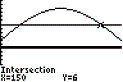 Intersection
X=150 Y=6